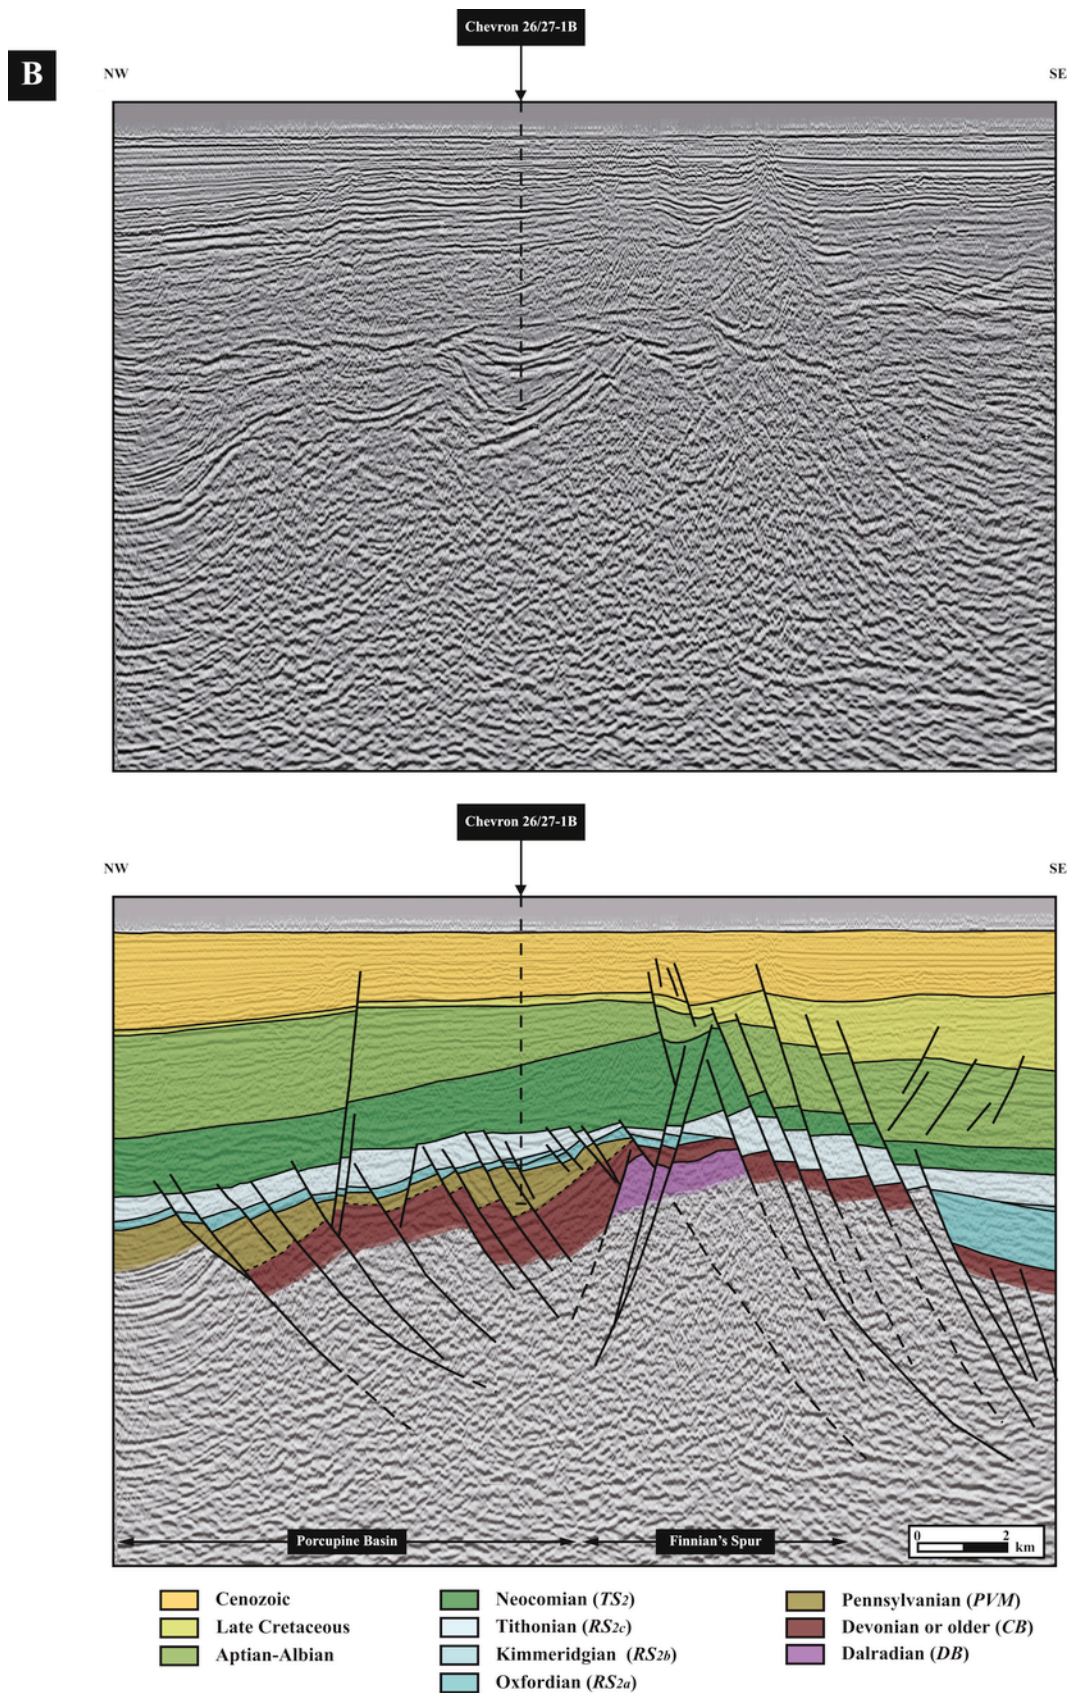 Chevron 26/27-1B
B
NW
SE
Chevron 26/27-1B
NW
SE
Porcupine Basin
Finnian's Spur
0
2
km
Cenozoic
Late Cretaceous
Aptian-Albian
Neocomian (TS2)
Tithonian (RS2c)
Kimmeridgian (RS2b)
Oxfordian (RS2a)
Pennsylvanian (PVM)
Devonian or older (CB)
Dalradian (DB)